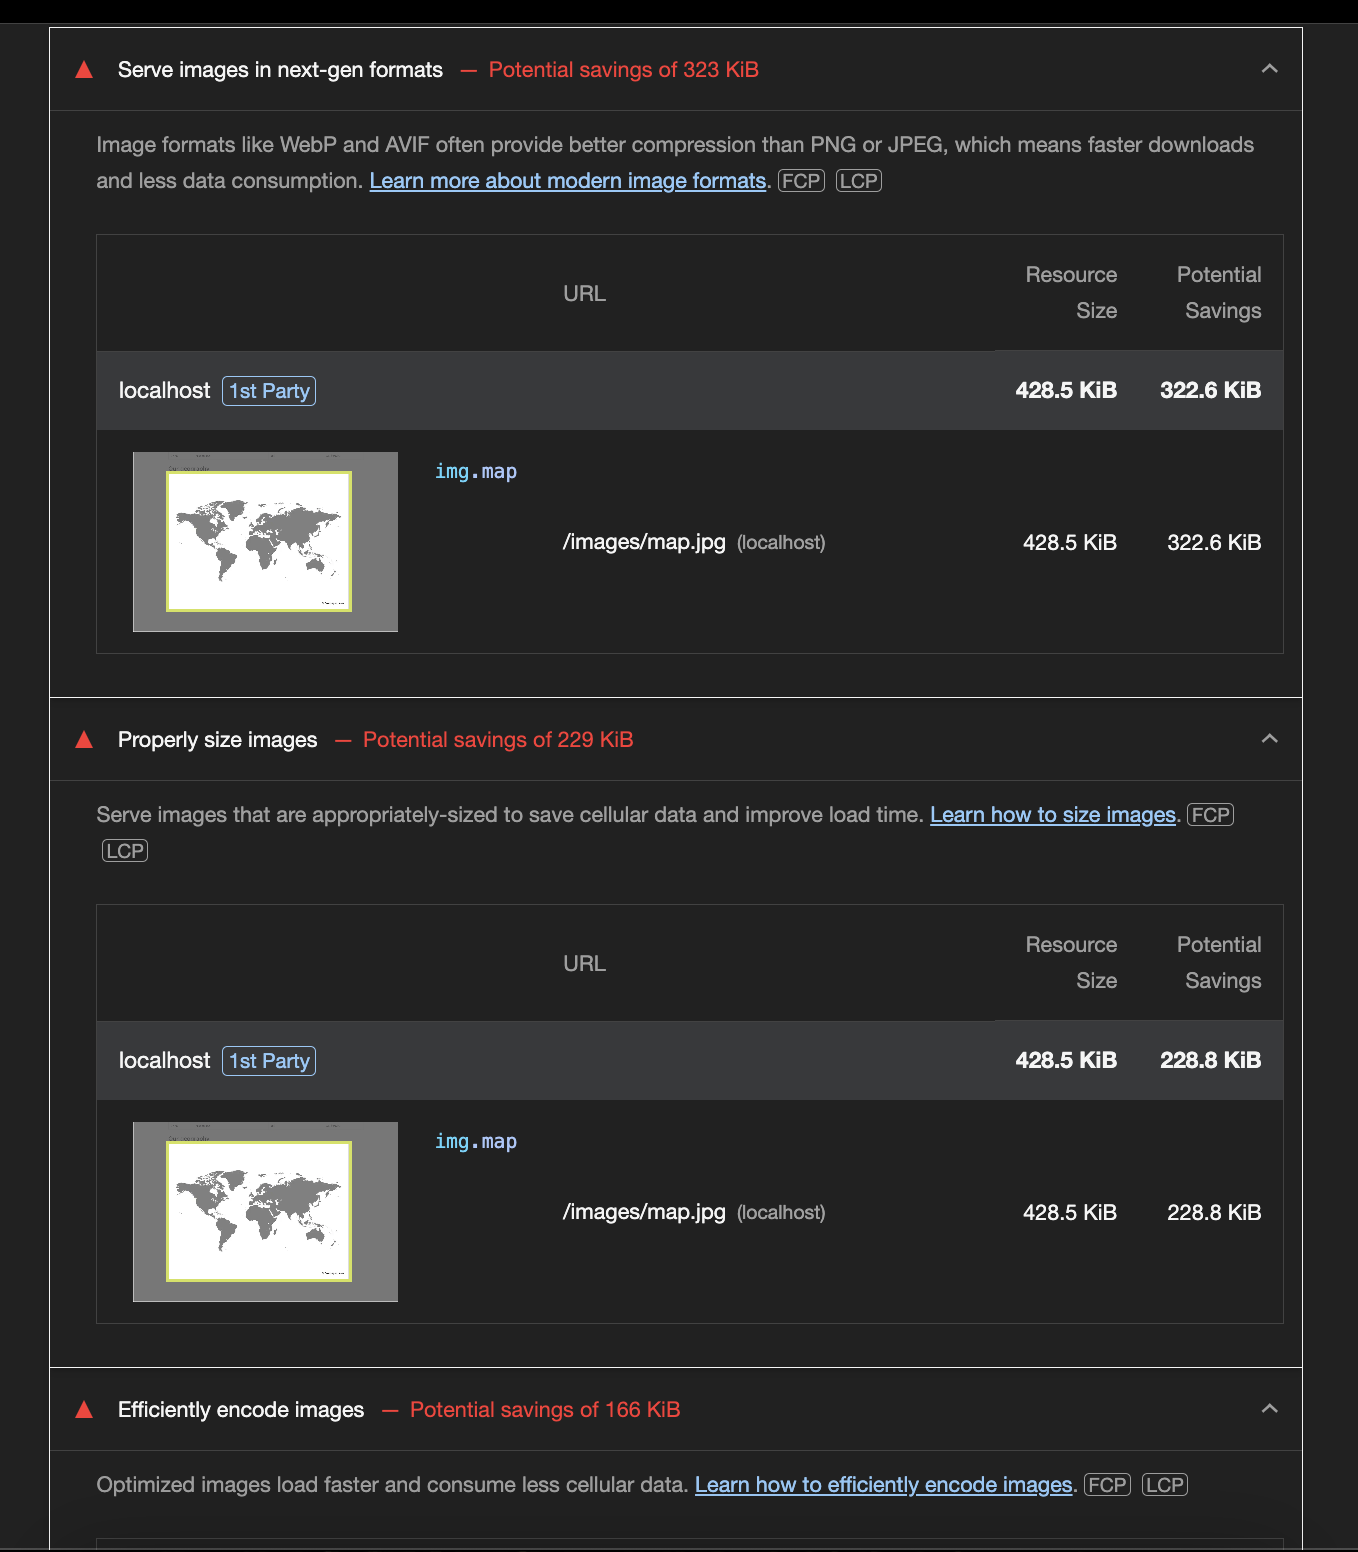 Serve images in next-gen formats — Potential savings of 323 KiB
Image formats like WebP and AVIF often provide better compression than PNG or JPEG, which means faster downloads
and less data consumption. Learn more about modern image formats. FCP LCP
URL
Resource
Size
Potential
Savings
localhost 1st Party 428.5 KiB 322.6 KiB
img.map
/images/map.jpg (localhost) 428.5 KiB 322.6 KiB
Properly size images — Potential savings of 229 KiB
Serve images that are appropriately-sized to save cellular data and improve load time. Learn how to size images. FCP
LCP
URL
Resource
Size
Potential
Savings
localhost 1st Party 428.5 KiB 228.8 KiB
img.map
/images/map.jpg (localhost) 428.5 KiB 228.8 KiB
Efficiently encode images — Potential savings of 166 KiB
Optimized images load faster and consume less cellular data. Learn how to efficiently encode images. FCP LCP